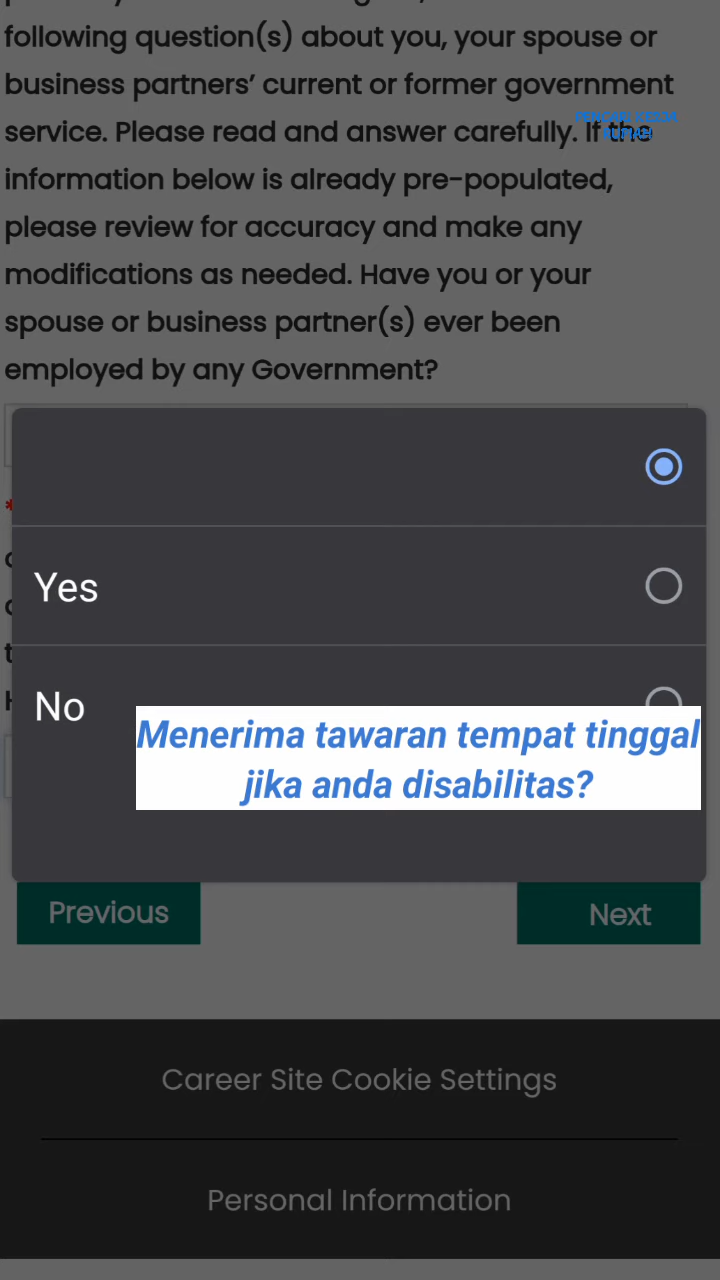 following question(s) about you, your spouse or
business partners’ current or former government
service. Please read and answer carefully. If the
PENCARI KERJA
RUMAH
information below is already pre-populated,
please review for accuracy and make any
modifications as needed. Have you or your
spouse or business partner(s) ever been
employed by any Government?
*
Yes
No
Menerima tawaran tempat tinggal
jika anda disabilitas?
Previous
Next
Career Site Cookie Settings
Personal Information